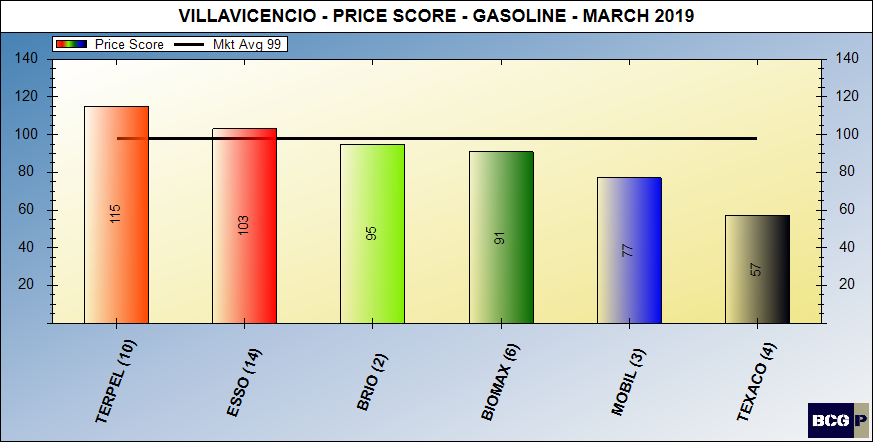 VILLAVICENCIO - PRICE SCORE - GASOLINE - MARCH 2019
Price Score Mkt Avg 99
140 140
120 120
100 100
80 80
60 60
40 40
20 20
115
103
95
91
77
57
TERPEL (10)
ESSO (14)
BRIO (2)
BIOMAX (6)
MOBIL (3)
TEXACO (4)
BCG P